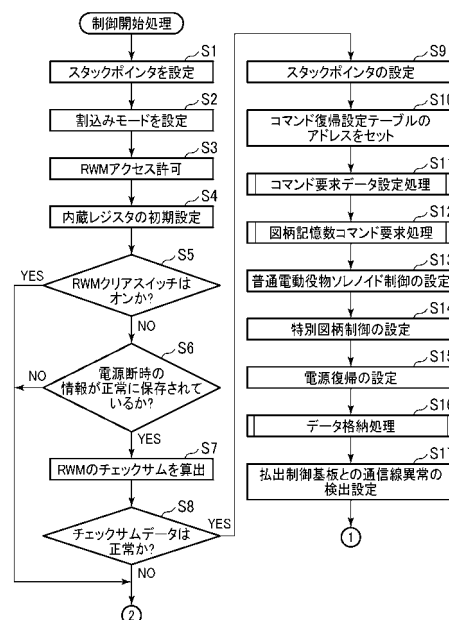 制御開始処理
S1
スタックポインタを設定
S2
割込みモードを設定
S3
RWMアクセス許可
S4
内蔵レジスタの初期設定
S5
YES
RWMクリアスイッチは
オンか?
NO
S6
電源断時の
情報が正常に保存されて
いるか?
NO
YES
S7
RWMのチェックサムを算出
S8
チェックサムデータは
正常か?
YES
NO
2
S9
スタックポインタの設定
S10
コマンド復帰設定テーブルの
アドレスをセット
S11
コマンド要求データ設定処理
S12
図柄記憶数コマンド要求処理
S13
普通電動役物ソレノイド制御の設定
S14
特別図柄制御の設定
S15
電源復帰の設定
S16
データ格納処理
S17
払出制御基板との通信線異常の
検出設定
1